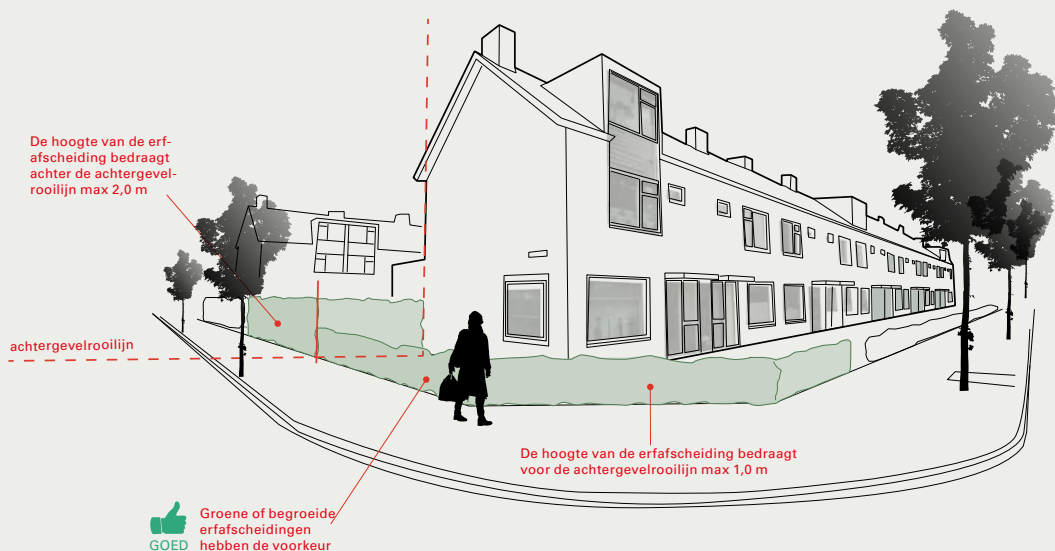 De hoogte van de erf-
afscheiding bedraagt
achter de achtergevel-
rooilijn max 2,0 m
achtergevelrooilijn
De hoogte van de erfafscheiding bedraagt
voor de achtergevelrooilijn max 1,0 m
GOED
Groene of begroeide
erfafscheidingen
hebben de voorkeur